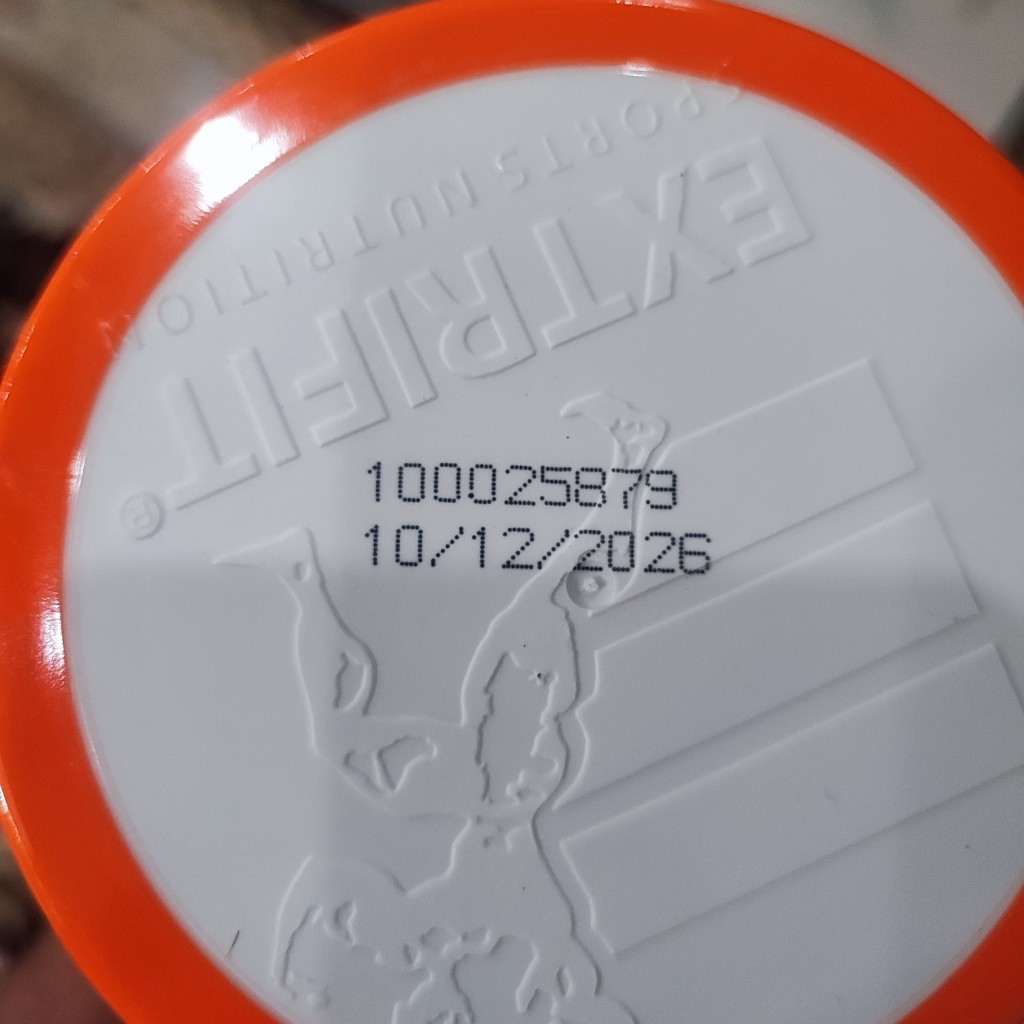 EXTRIFIT®
SPORTS NUTRITION
100025879
10/12/2026